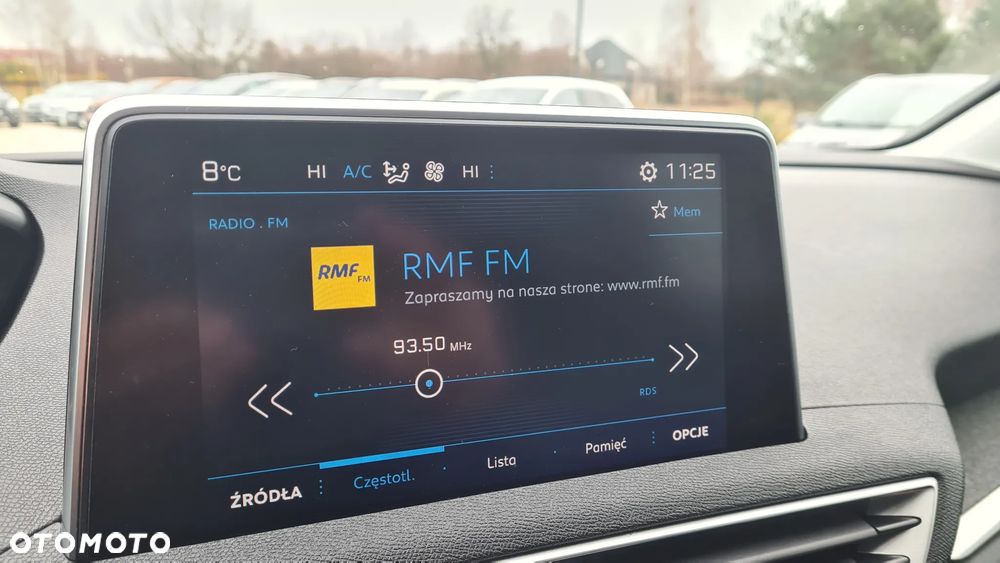 8°C HI A/C HI 11:25
RADIO . FM
Mem
RMF FM
RMF FM
Zapraszamy na nasza strone: www.rmf.fm
93.50 MHz
RDS
ŹRÓDŁA Częstotl. Lista Pamięć OPCJE
OTOMOTO